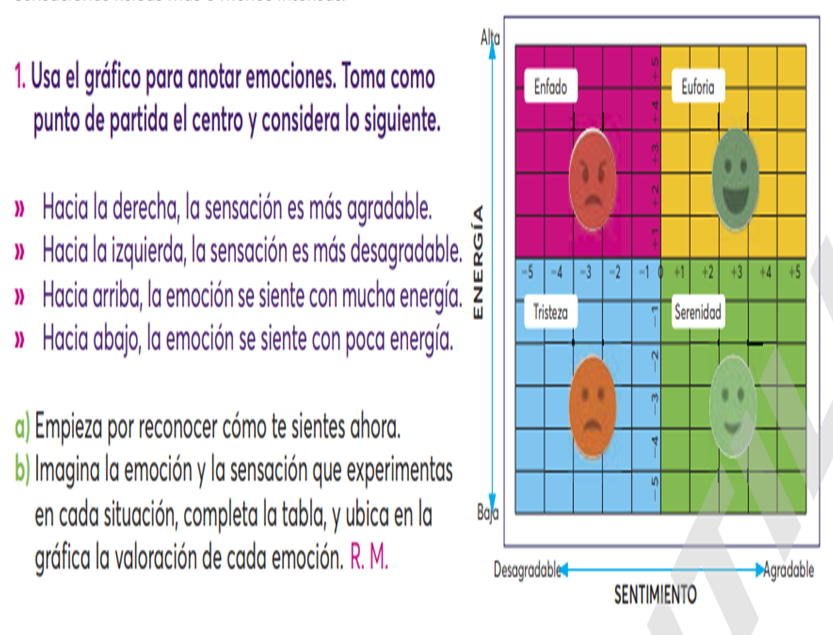 1. Usa el gráfico para anotar emociones. Toma como
punto de partida el centro y considera lo siguiente.
» Hacia la derecha, la sensación es más agradable.
» Hacia la izquierda, la sensación es más desagradable.
» Hacia arriba, la emoción se siente con mucha energía.
» Hacia abajo, la emoción se siente con poca energía.
a) Empieza por reconocer cómo te sientes ahora.
b) Imagina la emoción y la sensación que experimentas
en cada situación, completa la tabla, y ubica en la
gráfica la valoración de cada emoción. R. M.
Alta
ENERGÍA
Baja
Enfado
Euforia
+5
+4
+3
+2
+1
-5 -4 -3 -2 -1 0 +1 +2 +3 +4 +5
Tristeza
Serenidad
-1
-2
-3
-4
-5
Desagradable
Agradable
SENTIMIENTO